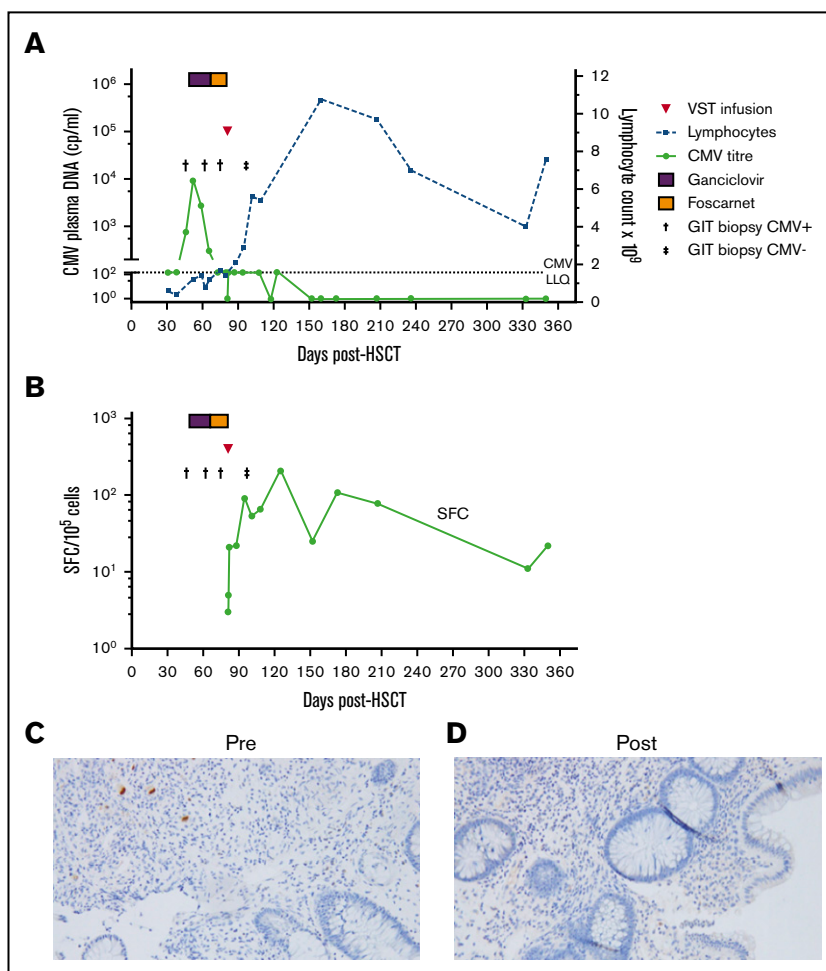 A
CMV plasma DNA (cp/ml)
10⁶
10⁵
10⁴
10³
10²
10⁰
12
10
8
6
4
2
0
Lymphocyte count x 10⁹
CMV
LLQ
† † † ‡
0 30 60 90 120 150 180 210 240 270 300 330 360
Days post-HSCT
VST infusion
Lymphocytes
CMV titre
Ganciclovir
Foscarnet
† GIT biopsy CMV+
‡ GIT biopsy CMV-
B
SFC/10⁵ cells
10³
10²
10¹
10⁰
† † † ‡
SFC
0 30 60 90 120 150 180 210 240 270 300 330 360
Days post-HSCT
C
Pre
D
Post